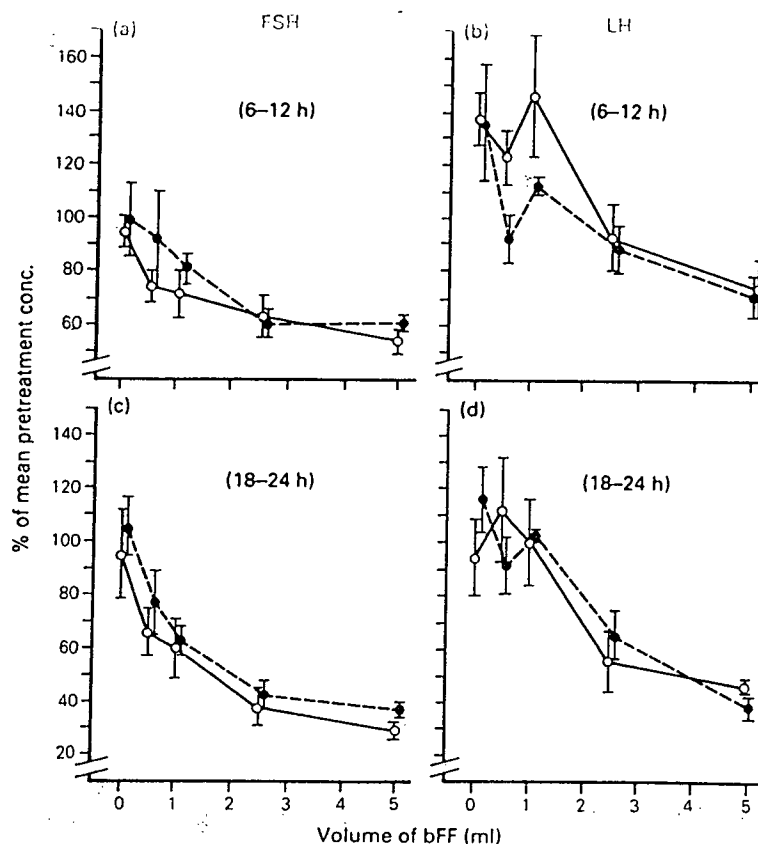 (a) FSH (b) LH
160
140
120
100
80
60
(6–12 h) (6–12 h)
(c) (d)
140
120
100
80
60
40
20
(18–24 h) (18–24 h)
0 1 2 3 4 5 0 1 2 3 4 5
% of mean pretreatment conc.
Volume of bFF (ml)